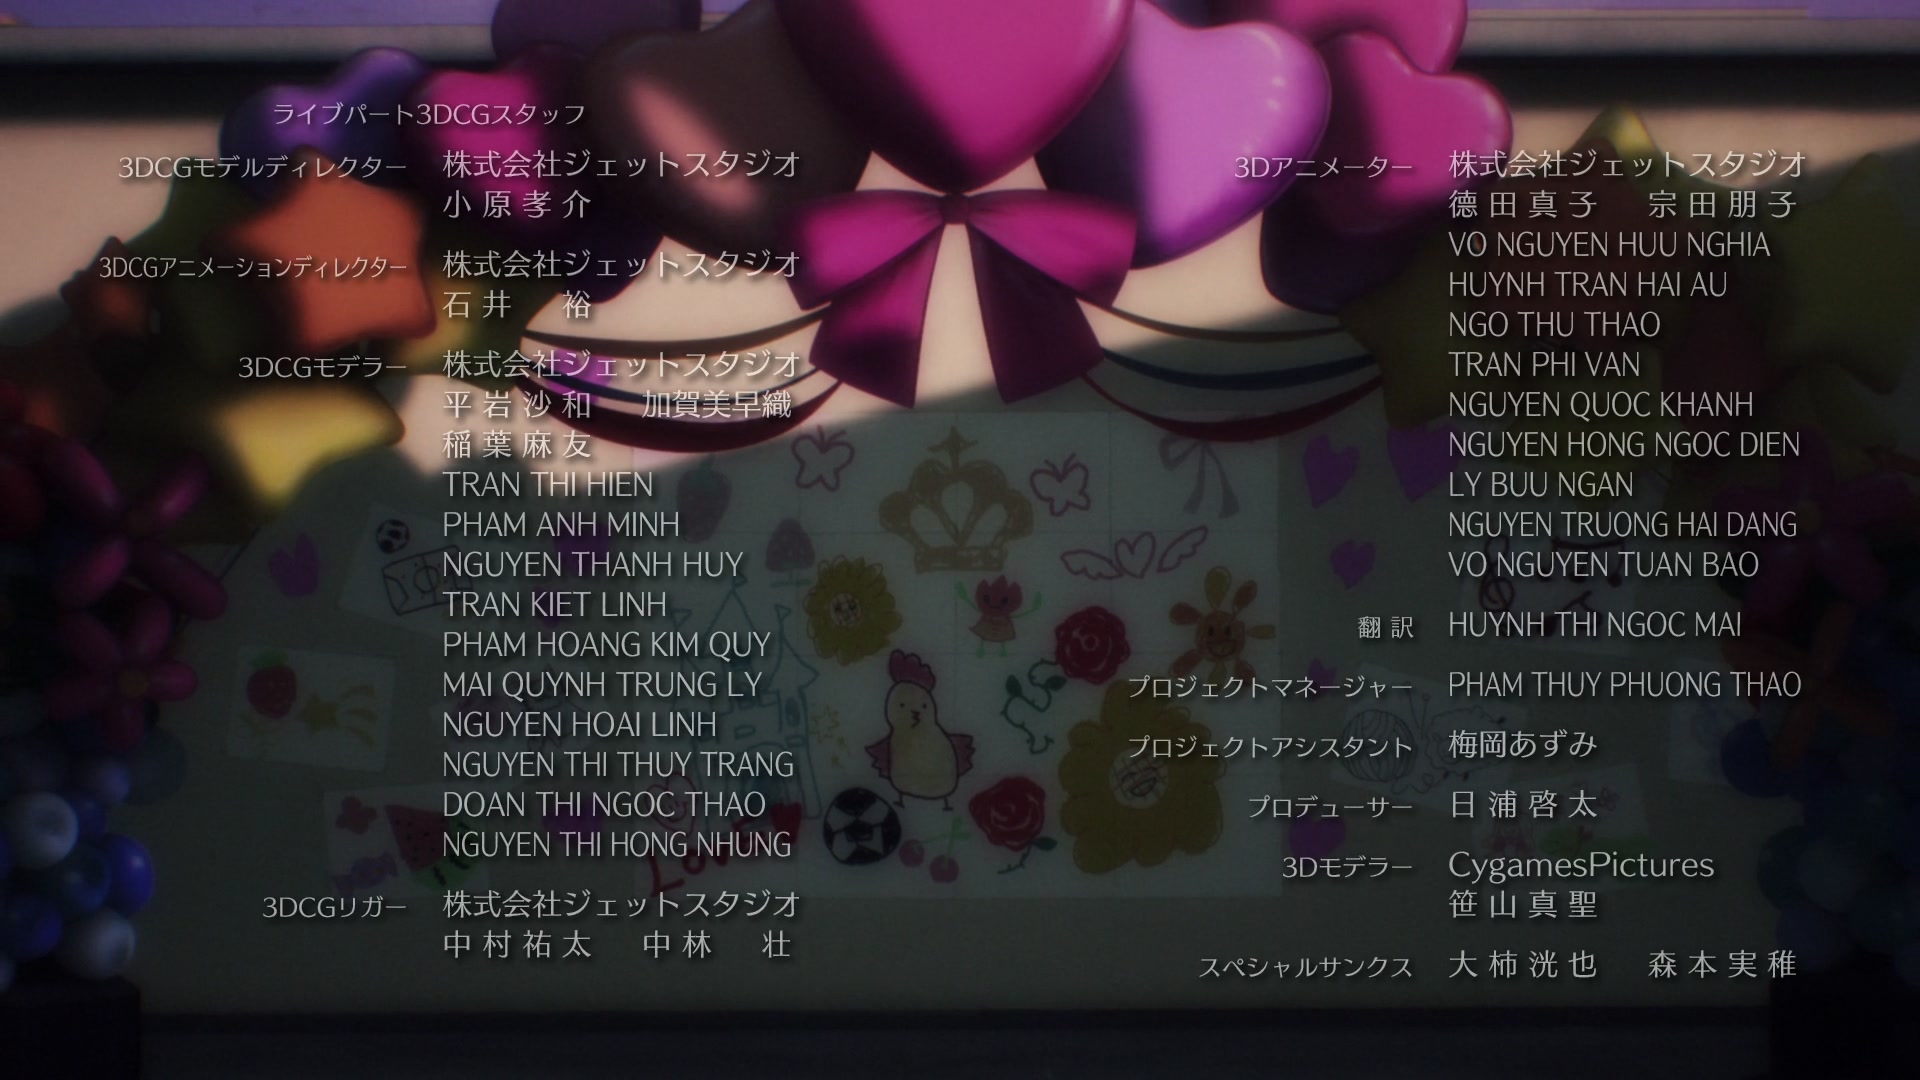 ライブパート3DCGスタッフ
3DCGモデルディレクター 株式会社ジェットスタジオ
小原孝介
3DCGアニメーションディレクター 株式会社ジェットスタジオ
石井 裕
3DCGモデラー 株式会社ジェットスタジオ
平岩沙和 加賀美早織
稲葉麻友
TRAN THI HIEN
PHAM ANH MINH
NGUYEN THANH HUY
TRAN KIET LINH
PHAM HOANG KIM QUY
MAI QUYNH TRUNG LY
NGUYEN HOAI LINH
NGUYEN THI THUY TRANG
DOAN THI NGOC THAO
NGUYEN THI HONG NHUNG
3DCGリガー 株式会社ジェットスタジオ
中村祐太 中林 壮
3Dアニメーター 株式会社ジェットスタジオ
德田真子 宗田朋子
VO NGUYEN HUU NGHIA
HUYNH TRAN HAI AU
NGO THU THAO
TRAN PHI VAN
NGUYEN QUOC KHANH
NGUYEN HONG NGOC DIEN
LY BUU NGAN
NGUYEN TRUONG HAI DANG
VO NGUYEN TUAN BAO
翻訳 HUYNH THI NGOC MAI
プロジェクトマネージャー PHAM THUY PHUONG THAO
プロジェクトアシスタント 梅岡あずみ
プロデューサー 日浦啓太
3Dモデラー CygamesPictures
笹山真聖
スペシャルサンクス 大柿洸也 森本実稚
Love